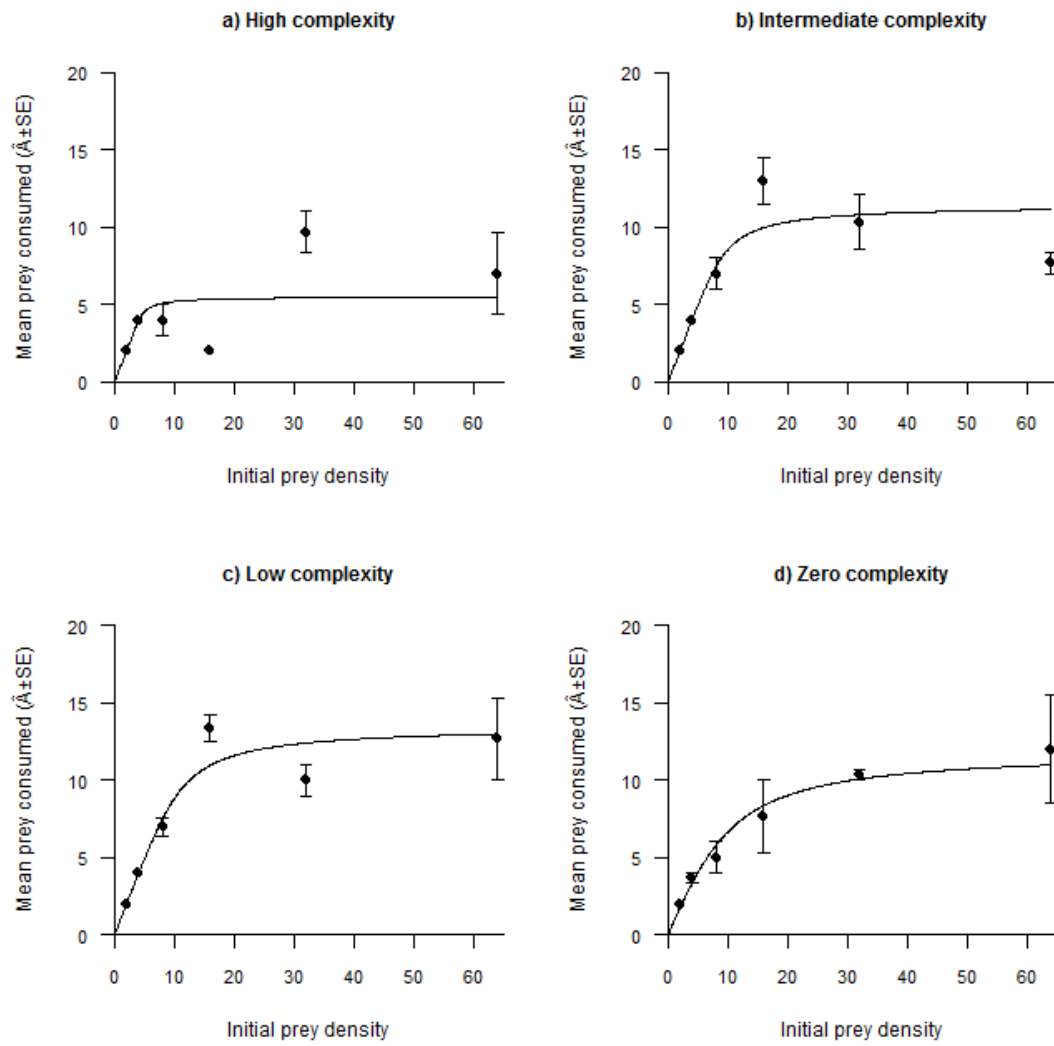 a) High complexity
Mean prey consumed (Â±SE)
20
15
10
5
0
0 10 20 30 40 50 60
Initial prey density
b) Intermediate complexity
Mean prey consumed (Â±SE)
20
15
10
5
0
0 10 20 30 40 50 60
Initial prey density
c) Low complexity
Mean prey consumed (Â±SE)
20
15
10
5
0
0 10 20 30 40 50 60
Initial prey density
d) Zero complexity
Mean prey consumed (Â±SE)
20
15
10
5
0
0 10 20 30 40 50 60
Initial prey density